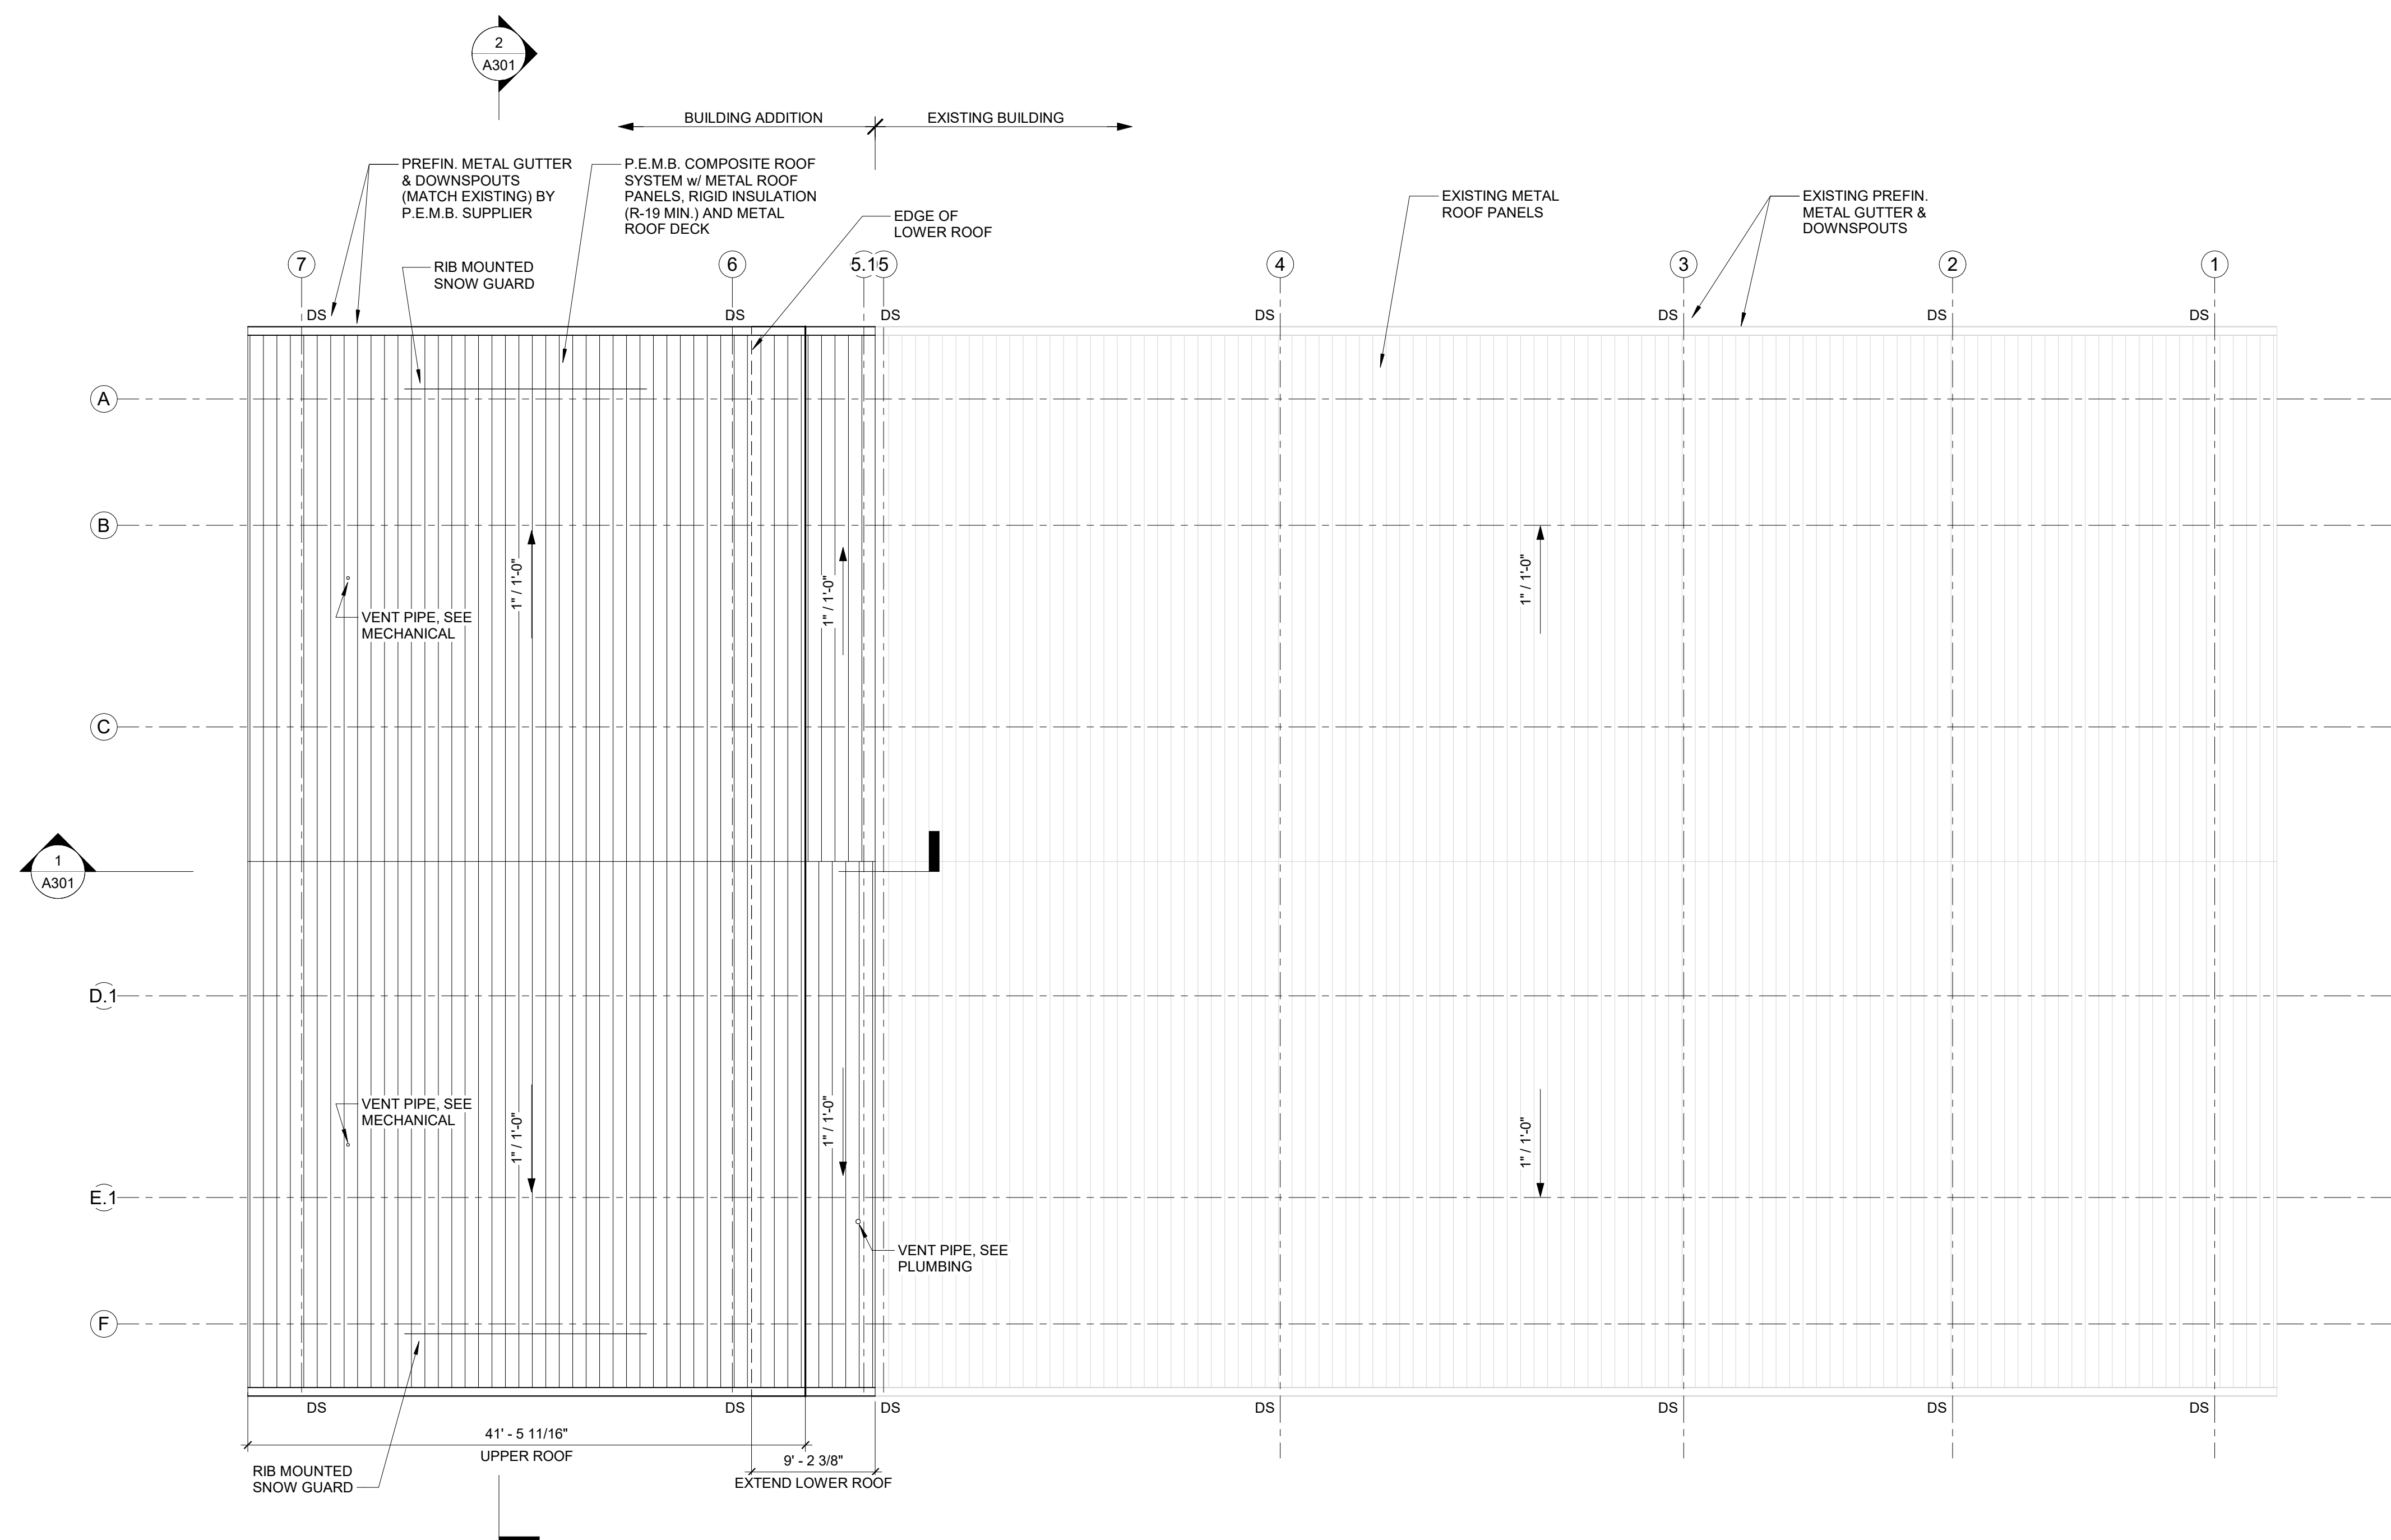 2
A301
BUILDING ADDITION
EXISTING BUILDING
PREFIN. METAL GUTTER
& DOWNSPOUTS
(MATCH EXISTING) BY
P.E.M.B. SUPPLIER
P.E.M.B. COMPOSITE ROOF
SYSTEM w/ METAL ROOF
PANELS, RIGID INSULATION
(R-19 MIN.) AND METAL
ROOF DECK
EDGE OF
LOWER ROOF
EXISTING METAL
ROOF PANELS
EXISTING PREFIN.
METAL GUTTER &
DOWNSPOUTS
RIB MOUNTED
SNOW GUARD
7
6
5.1
5
4
3
2
1
DS
DS
DS
DS
DS
DS
DS
A
B
1" / 1'-0"
1" / 1'-0"
1" / 1'-0"
VENT PIPE, SEE
MECHANICAL
C
1
A301
D.1
VENT PIPE, SEE
MECHANICAL
1" / 1'-0"
1" / 1'-0"
1" / 1'-0"
E.1
VENT PIPE, SEE
PLUMBING
F
DS
DS
DS
DS
DS
DS
DS
41' - 5 11/16"
UPPER ROOF
9' - 2 3/8"
EXTEND LOWER ROOF
RIB MOUNTED
SNOW GUARD